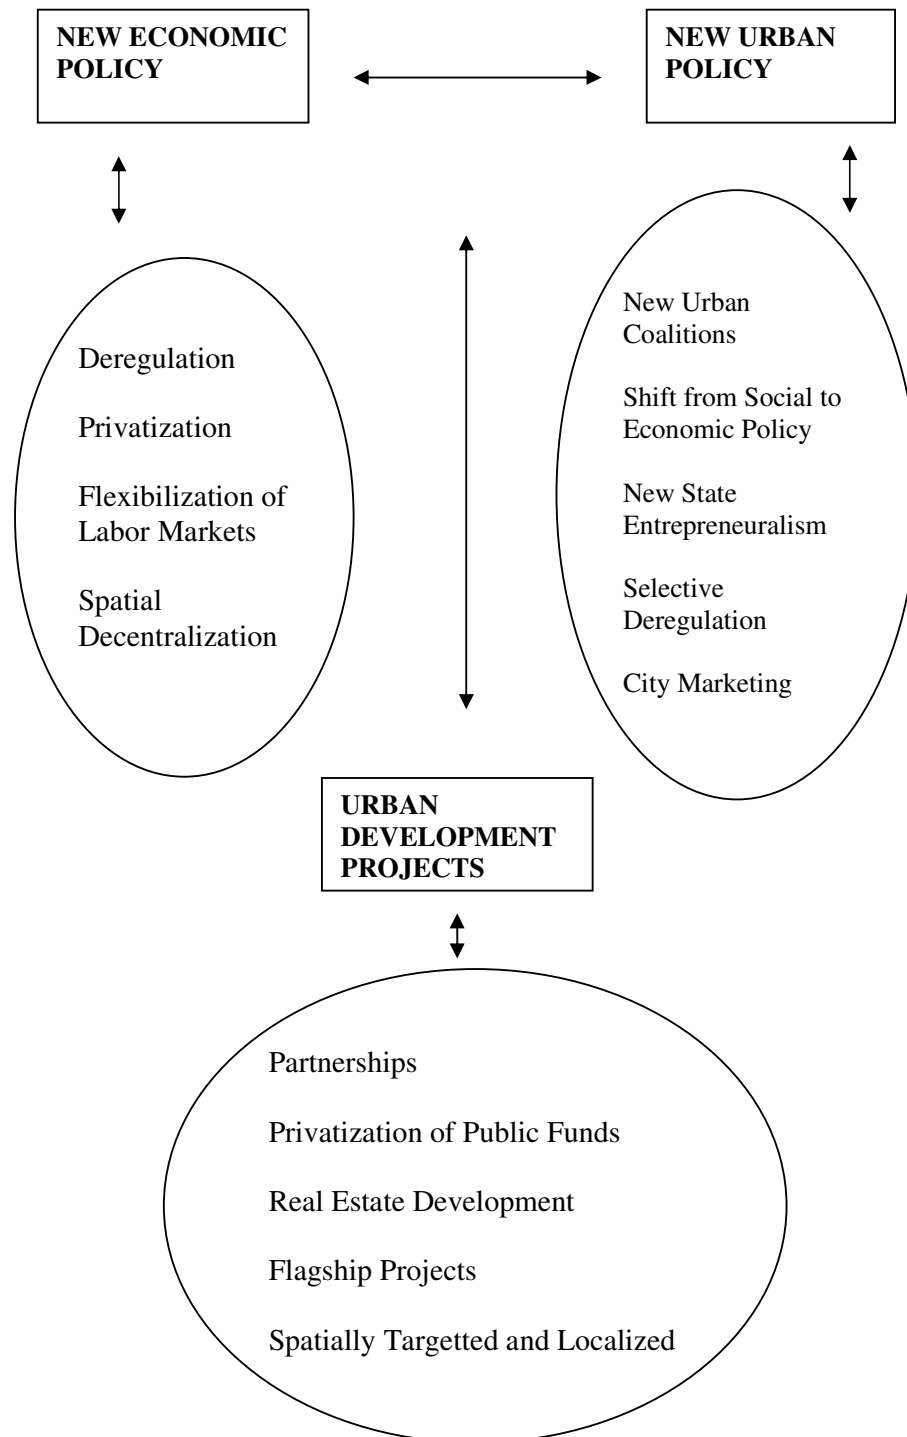 NEW ECONOMIC
POLICY
NEW URBAN
POLICY
Deregulation
Privatization
Flexibilization of
Labor Markets
Spatial
Decentralization
New Urban
Coalitions
Shift from Social to
Economic Policy
New State
Entrepreneuralism
Selective
Deregulation
City Marketing
URBAN
DEVELOPMENT
PROJECTS
Partnerships
Privatization of Public Funds
Real Estate Development
Flagship Projects
Spatially Targetted and Localized